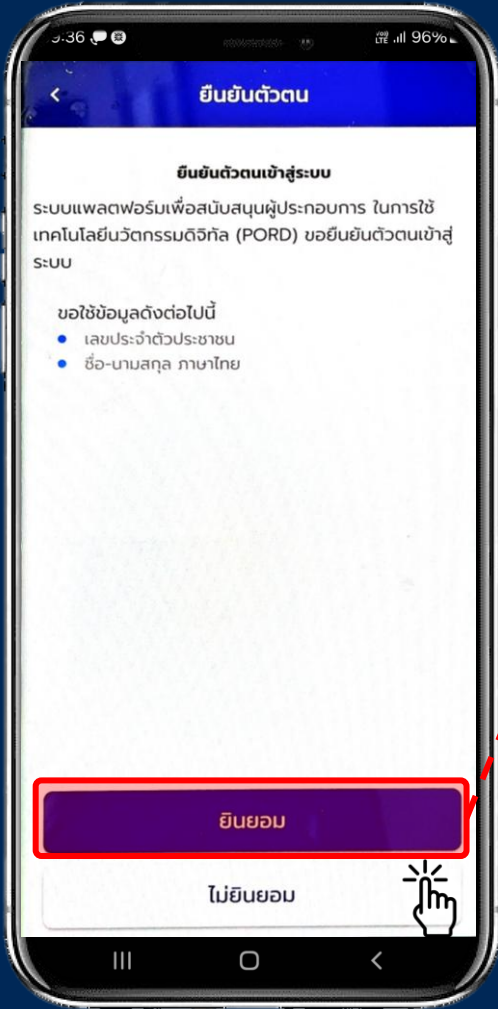 9:36
LTE
96%
ยืนยันตัวตน
ยืนยันตัวตนเข้าสู่ระบบ
ระบบแพลตฟอร์มเพื่อสนับสนุนผู้ประกอบการ ในการใช้
เทคโนโลยีนวัตกรรมดิจิทัล (PORD) ขอยืนยันตัวตนเข้าสู่
ระบบ
ขอใช้ข้อมูลดังต่อไปนี้
เลขประจำตัวประชาชน
ชื่อ-นามสกุล ภาษาไทย
ยินยอม
ไม่ยินยอม